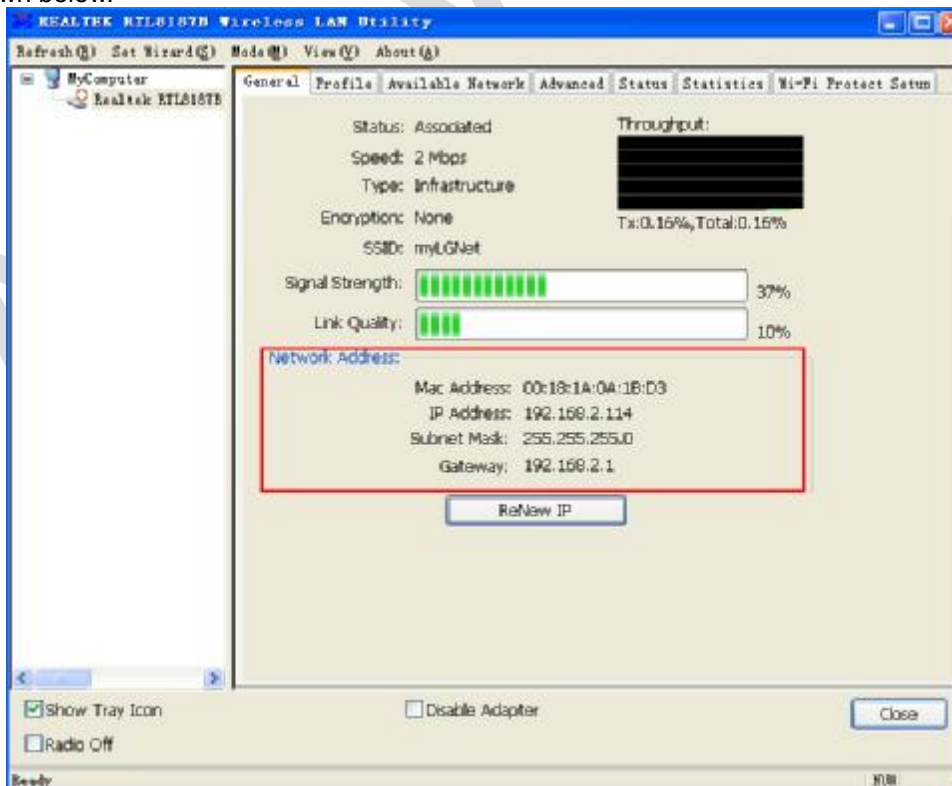 REALTEK RTL8187B Wireless LAN Utility
Refresh(R) Set Wizard(S) Mode(M) View(V) About(A)
MyComputer
Realtek RTL8187B
General Profile Available Network Advanced Status Statistics Wi-Fi Protect Setup
Status: Associated
Throughput:
Speed: 2 Mbps
Type: Infrastructure
Encryption: None
Tx:0.16%,Total:0.16%
SSID: myLGNet
Signal Strength: 37%
Link Quality: 10%
Network Address:
Mac Address: 00:18:1A:0A:1B:D3
IP Address: 192.168.2.114
Subnet Mask: 255.255.255.0
Gateway: 192.168.2.1
ReNew IP
Show Tray Icon
Disable Adapter
Close
Radio Off
Ready
NUM